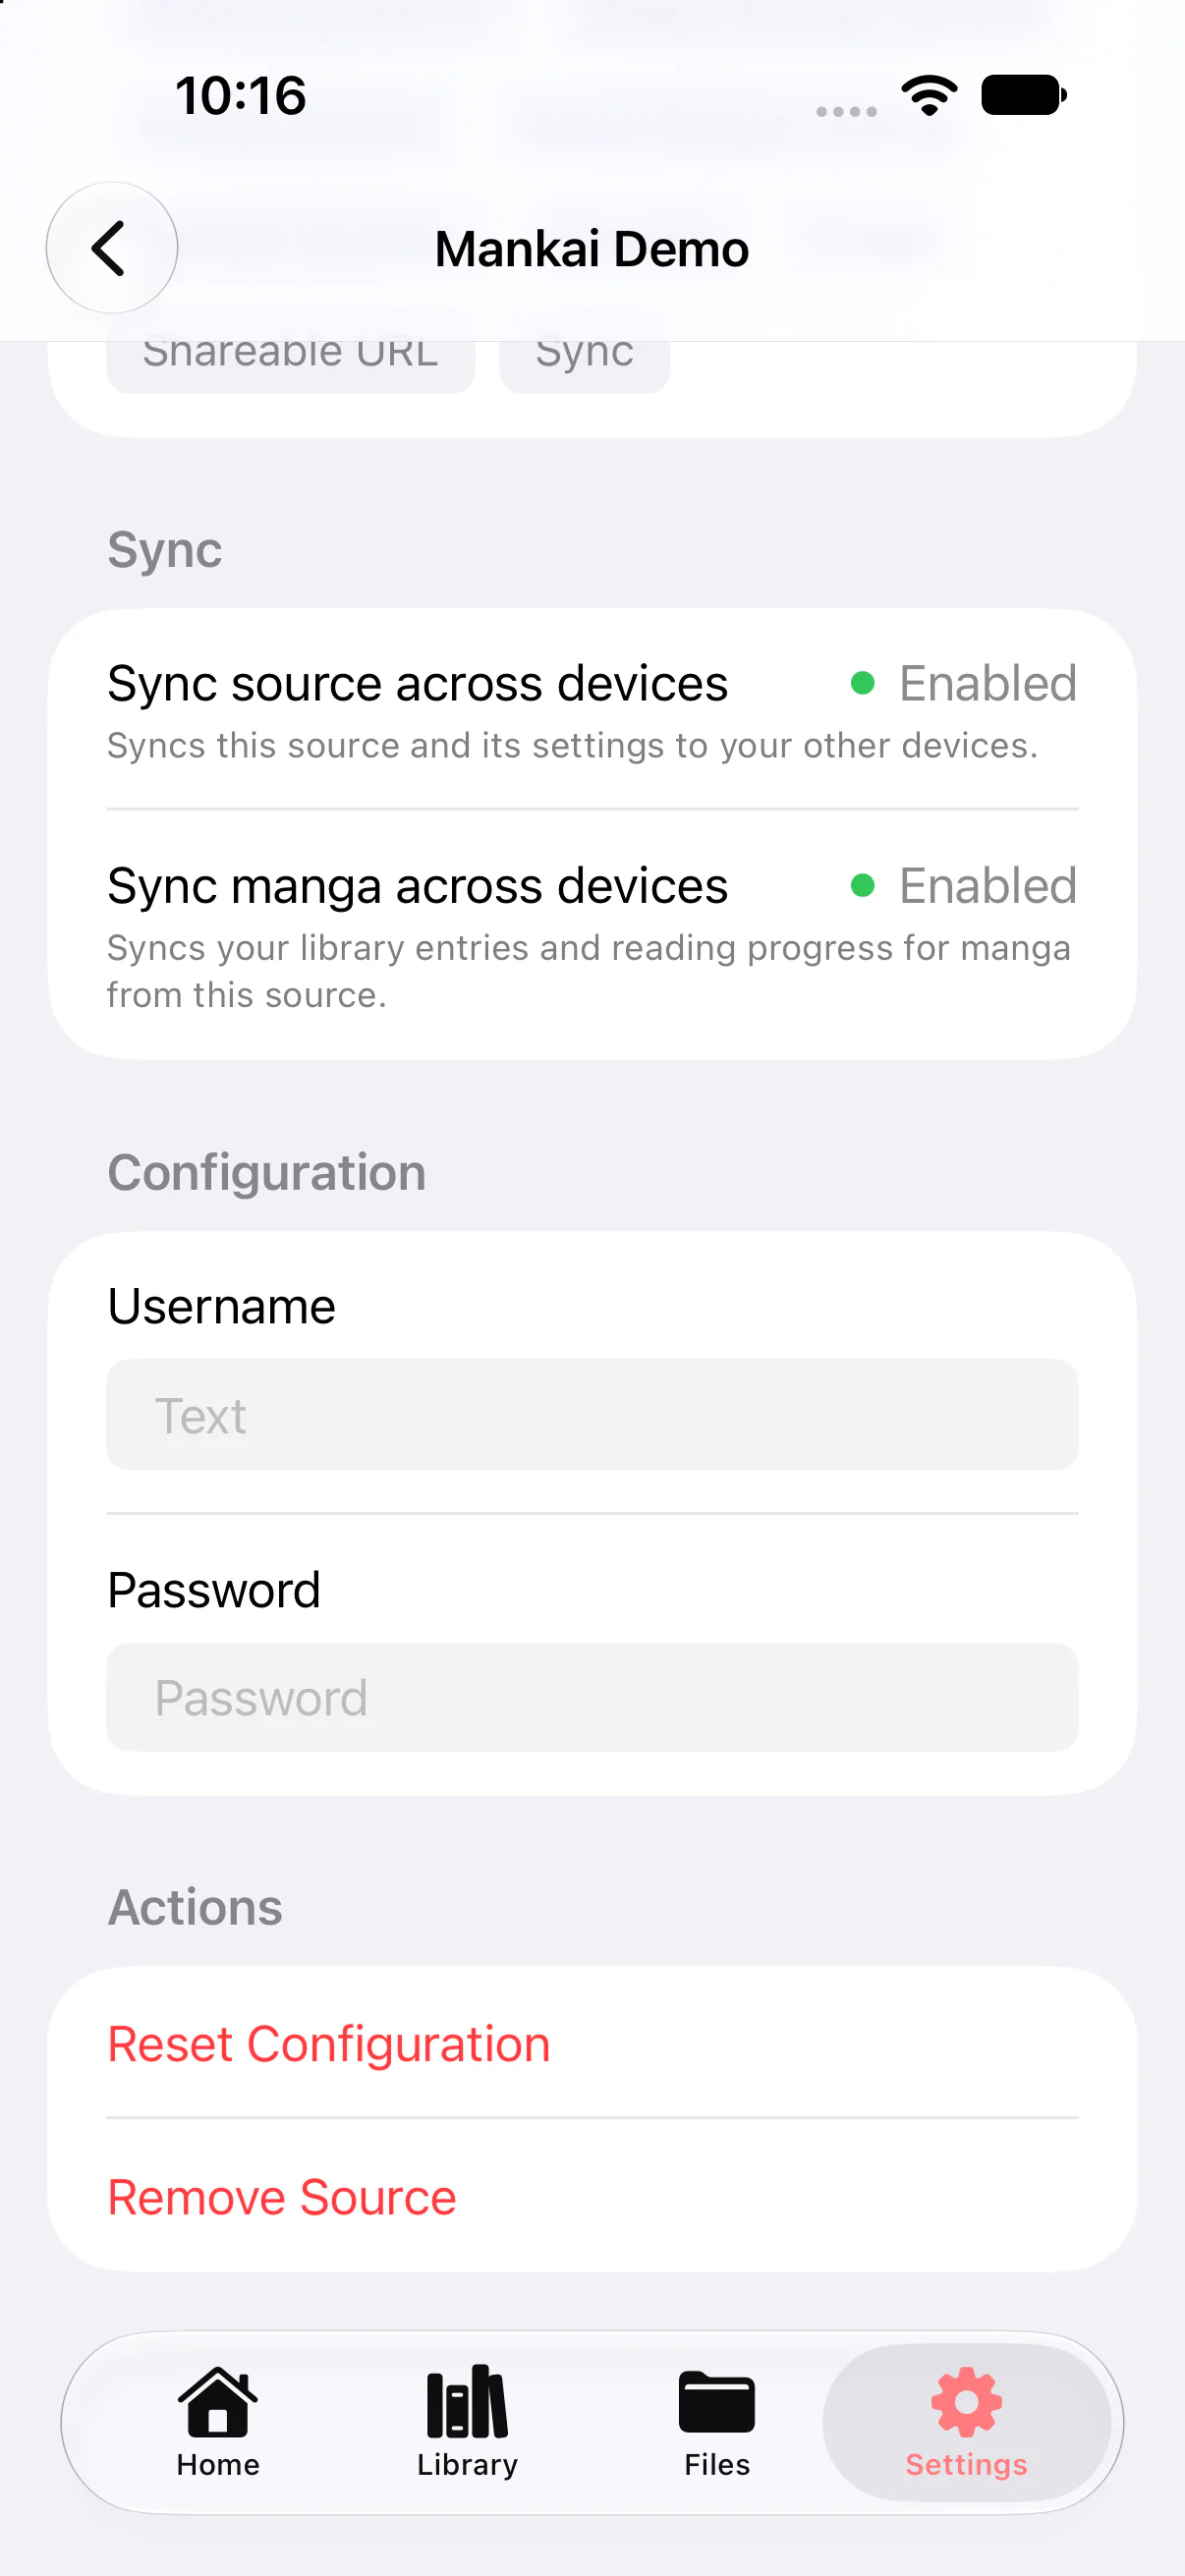 10:16
Mankai Demo
Shareable URL
Sync
Sync
Sync source across devices
Enabled
Syncs this source and its settings to your other devices.
Sync manga across devices
Enabled
Syncs your library entries and reading progress for manga
from this source.
Configuration
Username
Text
Password
Password
Actions
Reset Configuration
Remove Source
Home
Library
Files
Settings